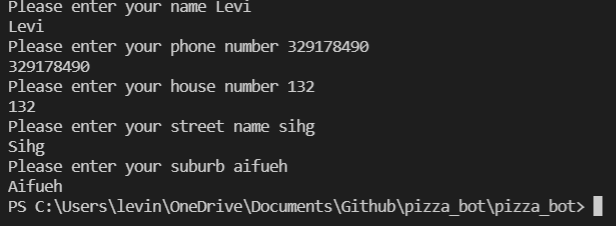 Please enter your name Levi
Levi
Please enter your phone number 329178490
329178490
Please enter your house number 132
132
Please enter your street name sihg
Sihg
Please enter your suburb aifueh
Aifueh
PS C:\Users\levin\OneDrive\Documents\Github\pizza_bot\pizza_bot>